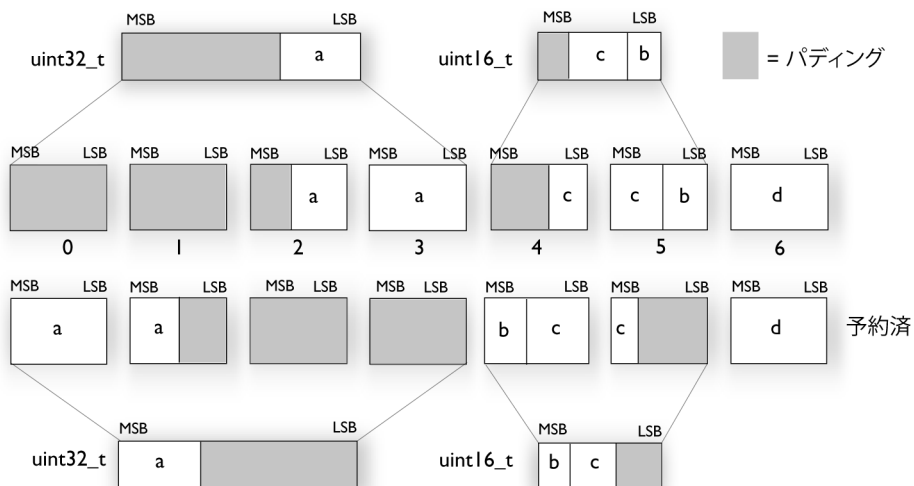 MSB LSB MSB LSB
uint32_t a uint16_t c b = パディング
MSB LSB MSB LSB MSB LSB MSB LSB MSB LSB MSB LSB MSB LSB
a a c c b d
0 1 2 3 4 5 6
MSB LSB MSB LSB MSB LSB MSB LSB MSB LSB MSB LSB MSB LSB
a a b c c d 予約済
MSB LSB MSB LSB
uint32_t a uint16_t b c